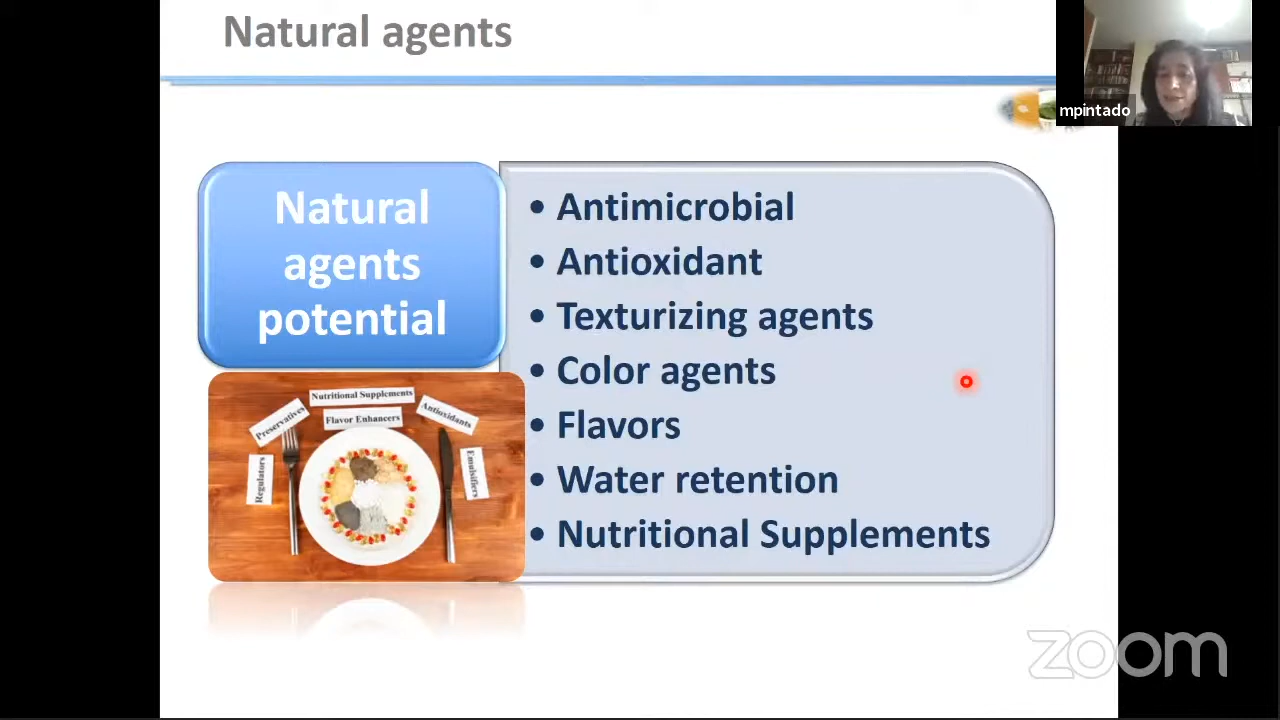 Natural agents
mpintado
Natural
agents
potential
• Antimicrobial
• Antioxidant
• Texturizing agents
• Color agents
• Flavors
• Water retention
• Nutritional Supplements
Nutritional Supplements
Preservatives
Flavor Enhancers
Antioxidants
Regulators
Emulsifiers
zoom